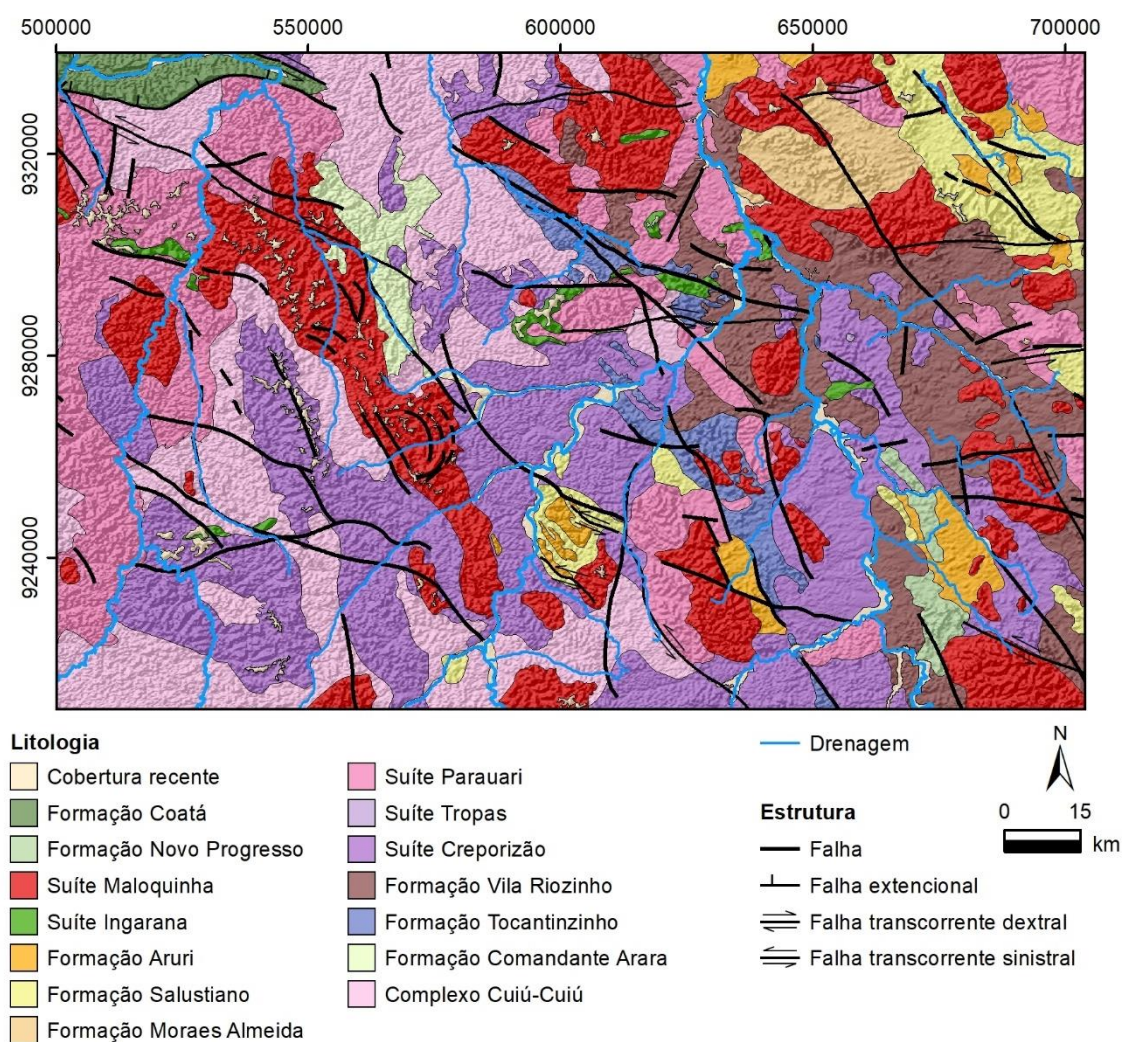 500000 550000 600000 650000 700000
9320000
9280000
9240000
Litologia
Cobertura recente
Formação Coatá
Formação Novo Progresso
Suíte Maloquinha
Suíte Ingarana
Formação Aruri
Formação Salustiano
Formação Moraes Almeida
Suíte Parauari
Suíte Tropas
Suíte Creporizão
Formação Vila Riozinho
Formação Tocantinzinho
Formação Comandante Arara
Complexo Cuiú-Cuiú
Drenagem
Estrutura
Falha
Falha extencional
Falha transcorrente dextral
Falha transcorrente sinistral
N
0 15
km